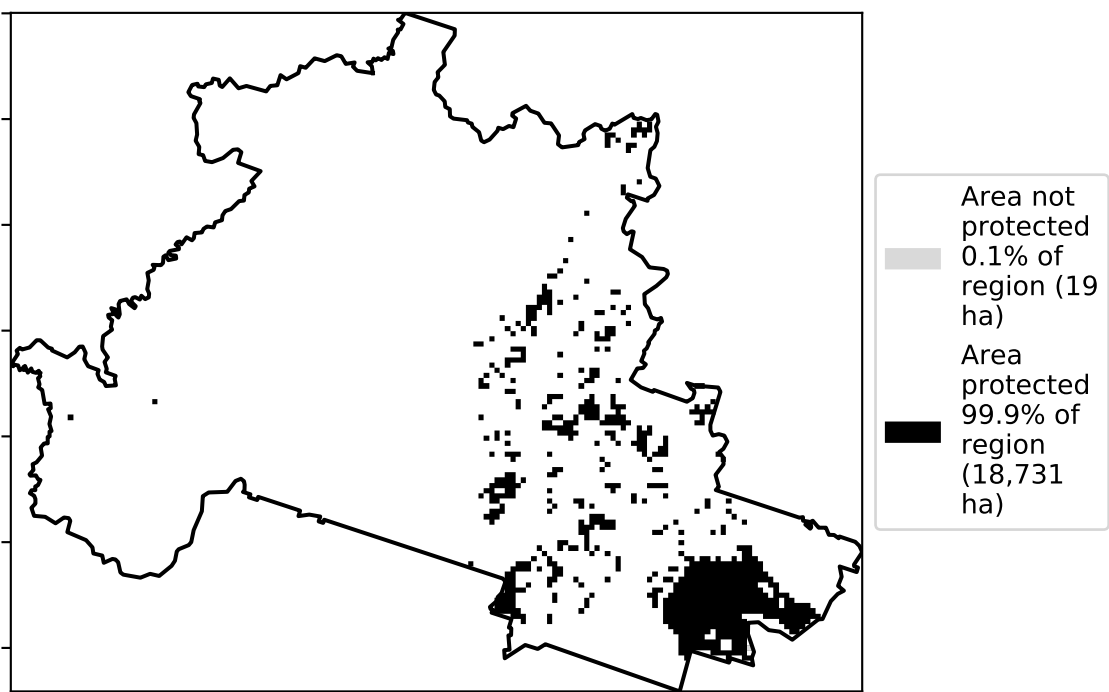 Area not
protected
0.1% of
region (19
ha)
Area
protected
99.9% of
region
(18,731
ha)